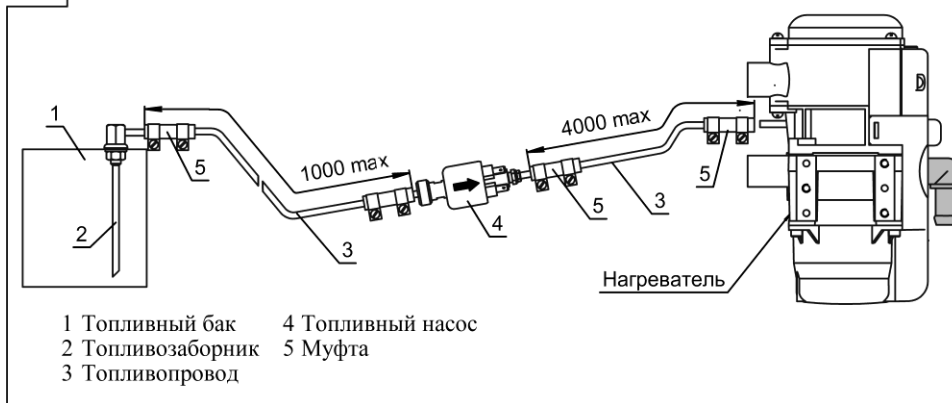 1
2
5
1000 max
3
4
4000 max
5
3
5
Нагреватель
1 Топливный бак
2 Топливозаборник
3 Топливопровод
4 Топливный насос
5 Муфта